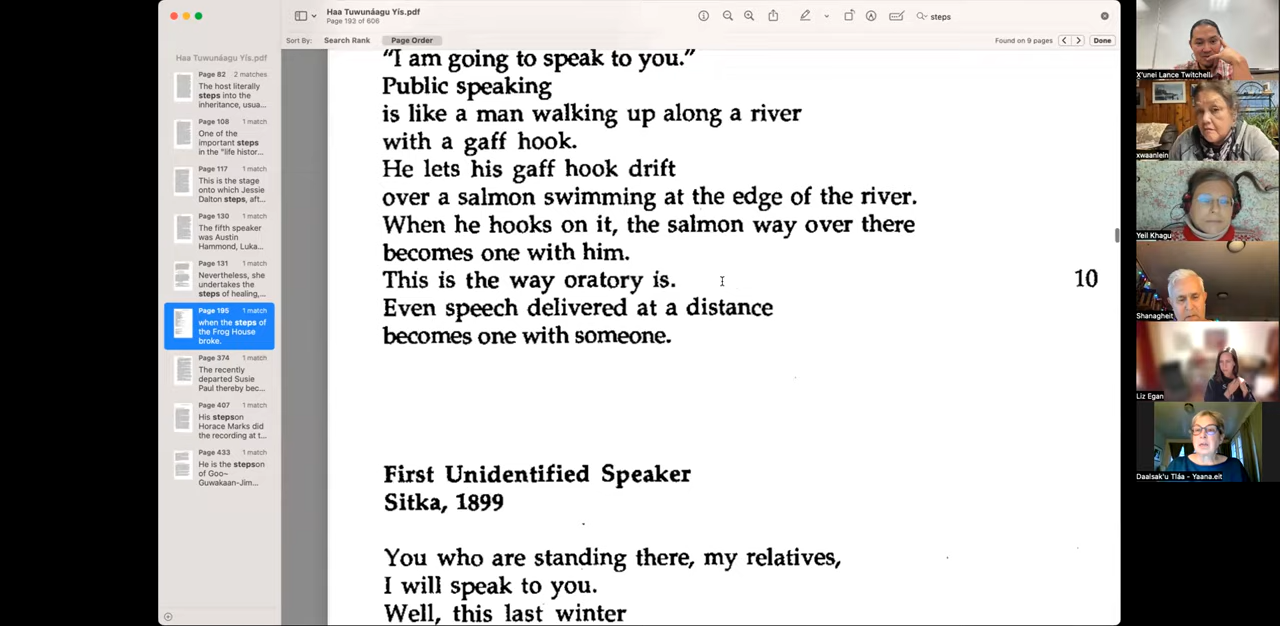 Haa Tuwunáagu Yís.pdf
Page 193 of 606
steps
Sort By: Search Rank Page Order
Found on 9 pages
Done
Haa Tuwunáagu Yís.pdf
Page 82 2 matches
The host literally
steps into the
inheritance, usua...
Page 108 1 match
One of the
important steps
in the "life histor...
Page 117 1 match
This is the stage
onto which Jessie
Dalton steps, aft...
Page 130 1 match
The fifth speaker
was Austin
Hammond, Luka...
Page 131 1 match
Nevertheless, she
undertakes the
steps of healing,...
Page 195 1 match
when the steps of
the Frog House
broke.
Page 374 1 match
The recently
departed Susie
Paul thereby bec...
Page 407 1 match
His stepson
Horace Marks did
the recording at t...
Page 433 1 match
He is the stepson
of Goo~
Guwakaan-Jim...
"I am going to speak to you."
Public speaking
is like a man walking up along a river
with a gaff hook.
He lets his gaff hook drift
over a salmon swimming at the edge of the river.
When he hooks on it, the salmon way over there
becomes one with him.
This is the way oratory is.
10
Even speech delivered at a distance
becomes one with someone.
First Unidentified Speaker
Sitka, 1899
You who are standing there, my relatives,
I will speak to you.
Well, this last winter
X'unei Lance Twitchell
xwaanlein
Yeil Khagu
Shanagheit
Liz Egan
Daalsak'u Tláa - Yaana.eit